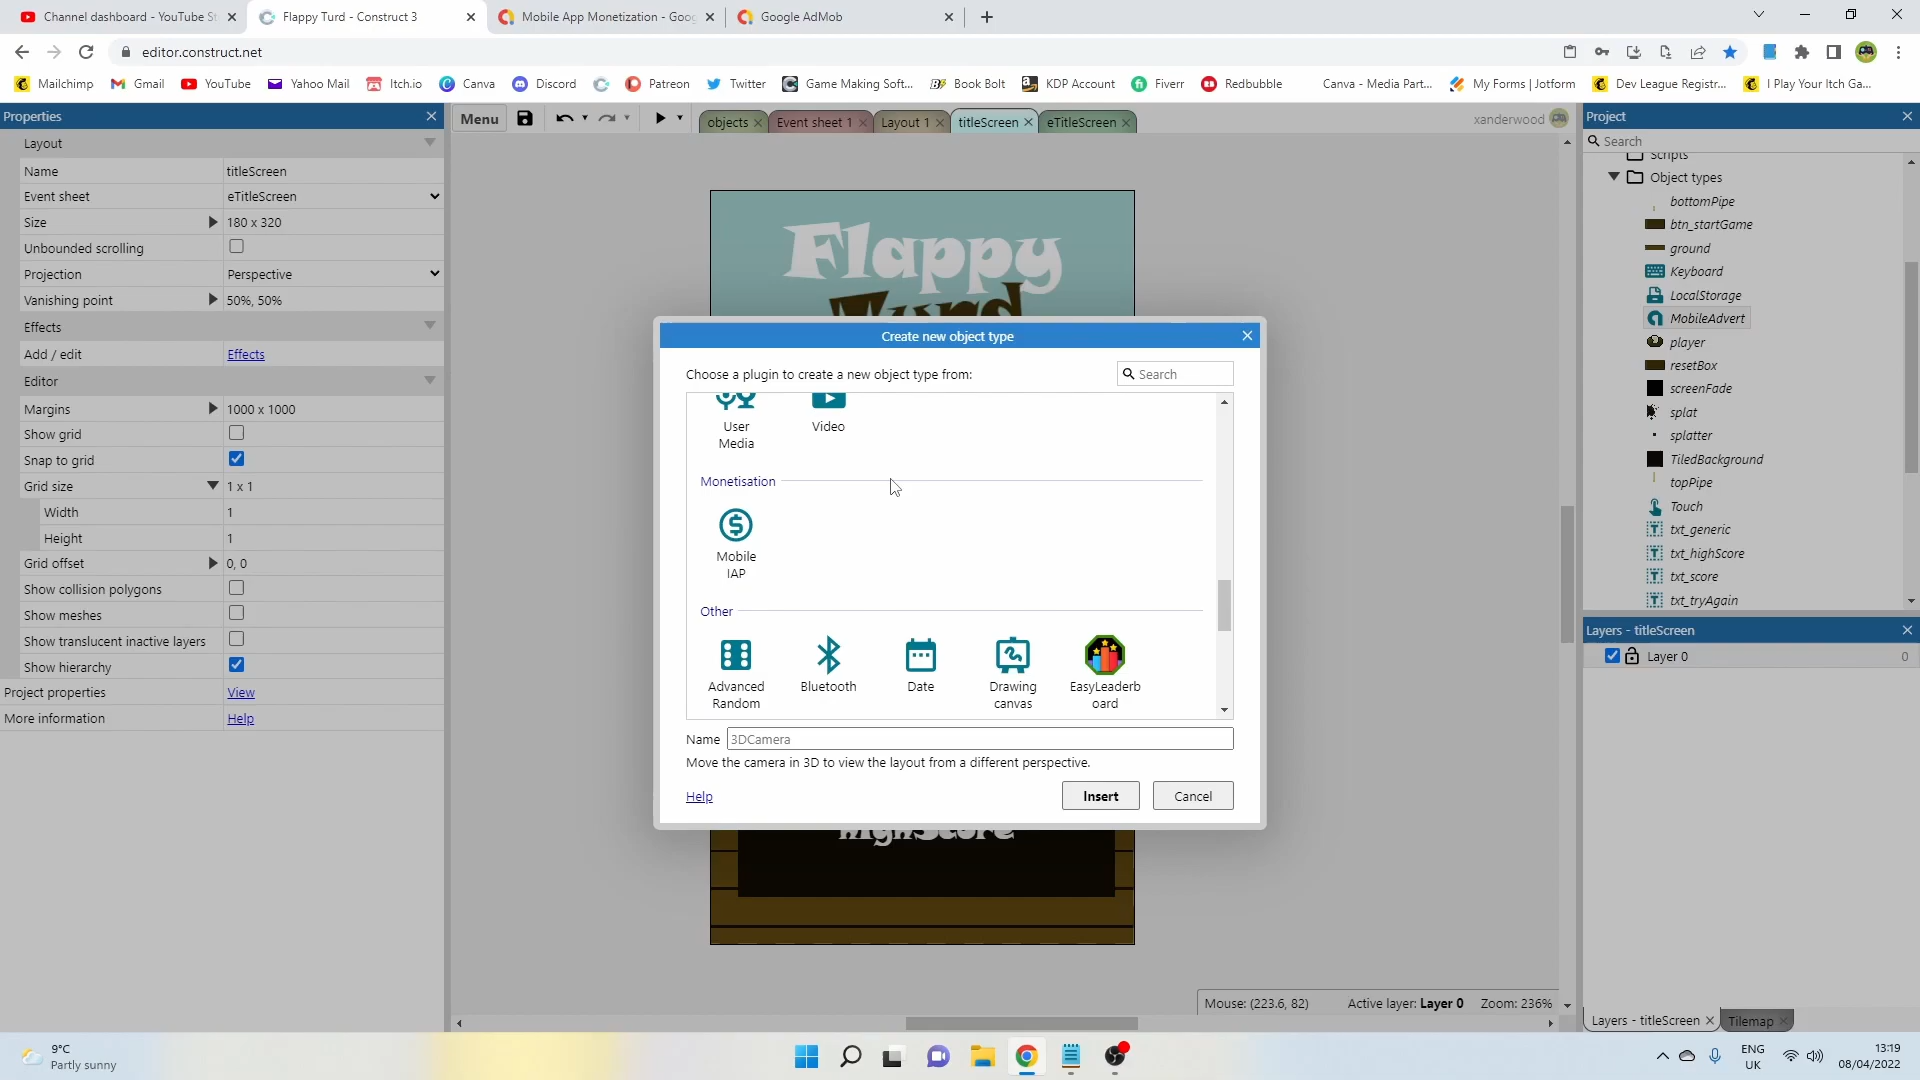 Channel dashboard - YouTube St
Flappy Turd - Construct 3
Mobile App Monetization - Goog
Google AdMob
editor.construct.net
Mailchimp
Gmail
YouTube
Yahoo Mail
Itch.io
Canva
Discord
Patreon
Twitter
Game Making Soft...
Book Bolt
KDP Account
Fiverr
Redbubble
Canva - Media Part...
My Forms | Jotform
Dev League Registr...
I Play Your Itch Ga...
Properties
Layout
Name titleScreen
Event sheet eTitleScreen
Size 180 x 320
Unbounded scrolling
Projection Perspective
Vanishing point 50%, 50%
Effects
Add / edit Effects
Editor
Margins 1000 x 1000
Show grid
Snap to grid
Grid size 1 x 1
Width 1
Height 1
Grid offset 0, 0
Show collision polygons
Show meshes
Show translucent inactive layers
Show hierarchy
Project properties View
More information Help
Menu
objects
Event sheet 1
Layout 1
titleScreen
eTitleScreen
xanderwood
Flappy
Turd
Create new object type
Choose a plugin to create a new object type from:
Search
User
Media
Video
Monetisation
Mobile
IAP
Other
Advanced
Random
Bluetooth
Date
Drawing
canvas
EasyLeaderb
oard
Name 3DCamera
Move the camera in 3D to view the layout from a different perspective.
Help
Insert
Cancel
highScore
Mouse: (223.6, 82)
Active layer: Layer 0
Zoom: 236%
Project
Search
Scripts
Object types
bottomPipe
btn_startGame
ground
Keyboard
LocalStorage
MobileAdvert
player
resetBox
screenFade
splat
splatter
TiledBackground
topPipe
Touch
txt_generic
txt_highScore
txt_score
txt_tryAgain
Layers - titleScreen
Layer 0 0
Layers - titleScreen
Tilemap
9°C
Partly sunny
ENG
UK
13:19
08/04/2022